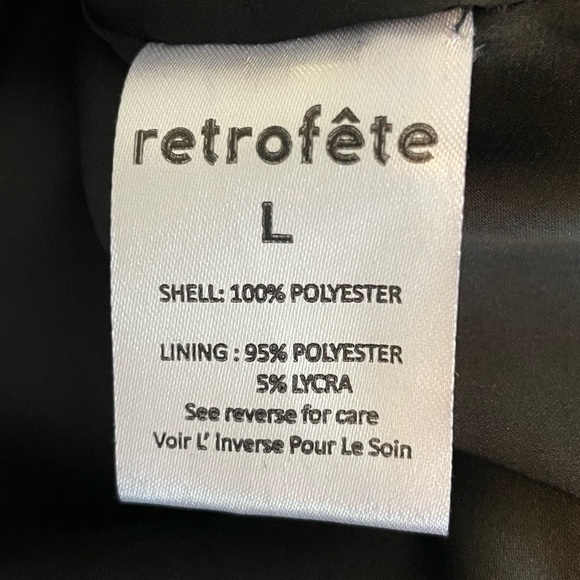 retrofête
L
SHELL: 100% POLYESTER
LINING : 95% POLYESTER
5% LYCRA
See reverse for care
Voir L' Inverse Pour Le Soin